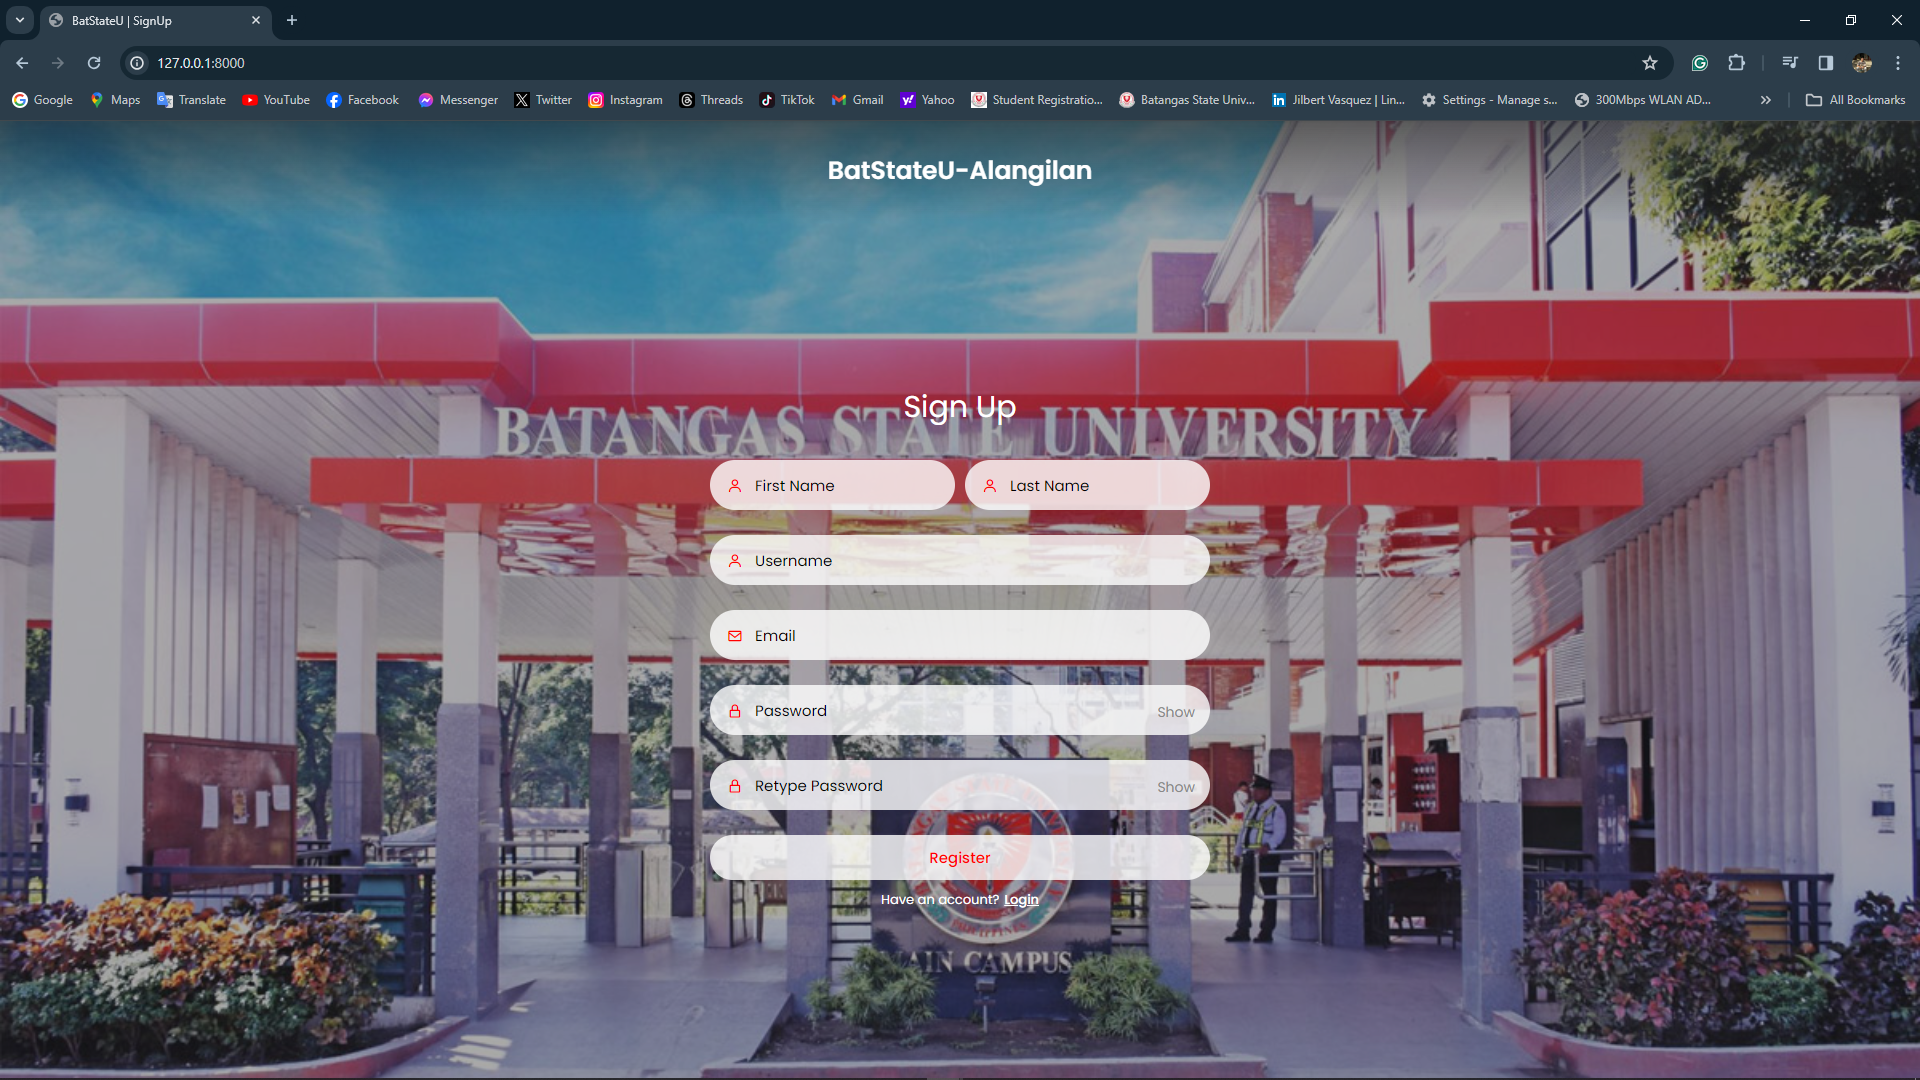 BatStateU | SignUp
127.0.0.1:8000
Google
Maps
Translate
YouTube
Facebook
Messenger
Twitter
Instagram
Threads
TikTok
Gmail
Yahoo
Student Registratio...
Batangas State Univ...
Jilbert Vasquez | Lin...
Settings - Manage s...
300Mbps WLAN AD...
All Bookmarks
BatStateU-Alangilan
Sign Up
BATANGAS STATE UNIVERSITY
First Name
Last Name
Username
Email
Password
Show
Retype Password
Show
Register
Have an account? Login
CAMPUS